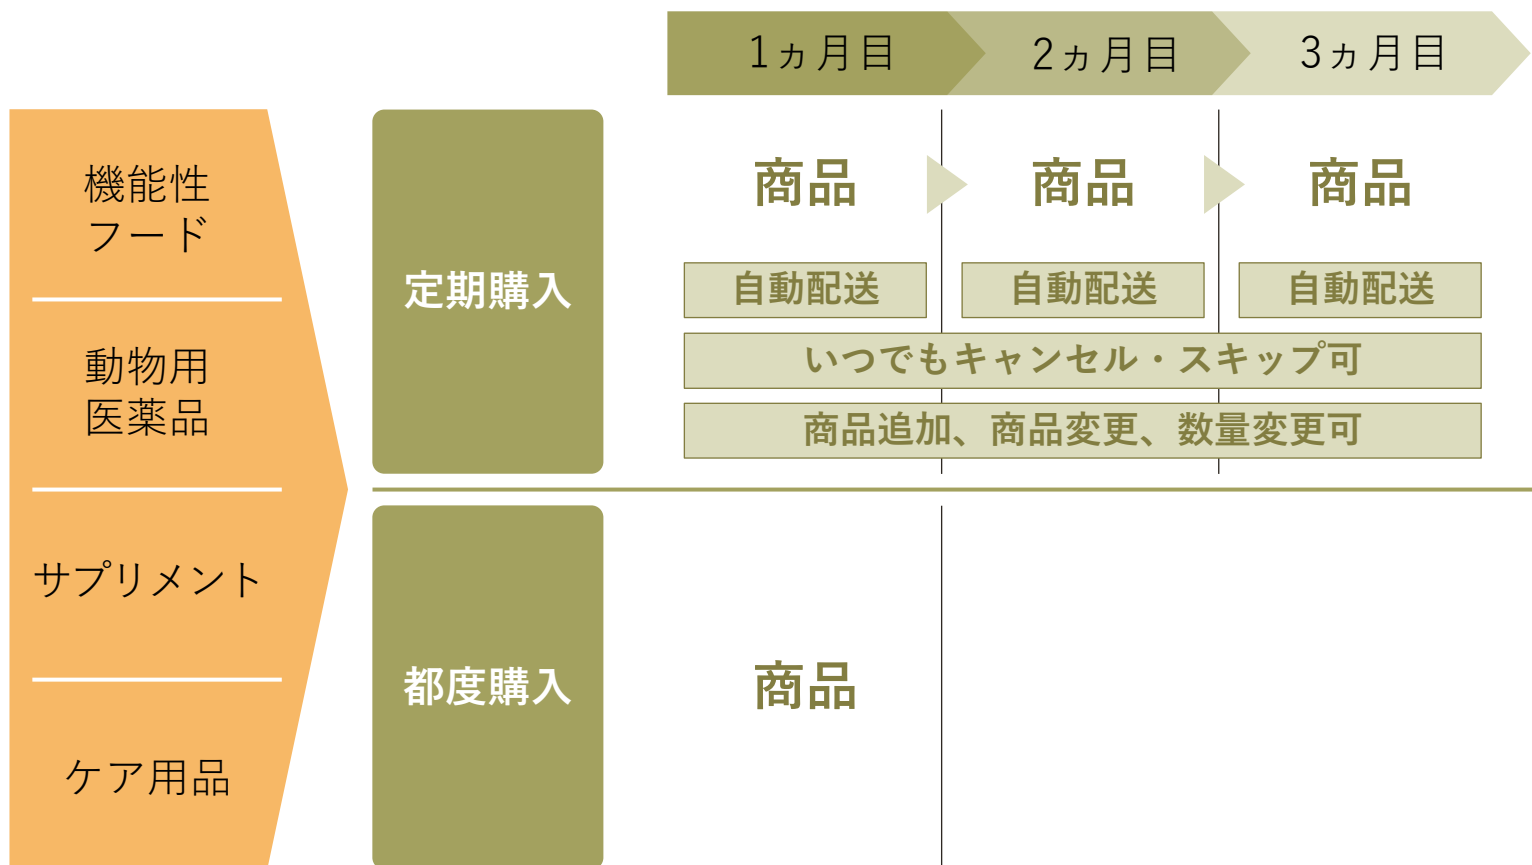 1ヵ月目
2ヵ月目
3ヵ月目
機能性
フード
動物用
医薬品
サプリメント
ケア用品
定期購入
商品
商品
商品
自動配送
自動配送
自動配送
いつでもキャンセル・スキップ可
商品追加、商品変更、数量変更可
都度購入
商品